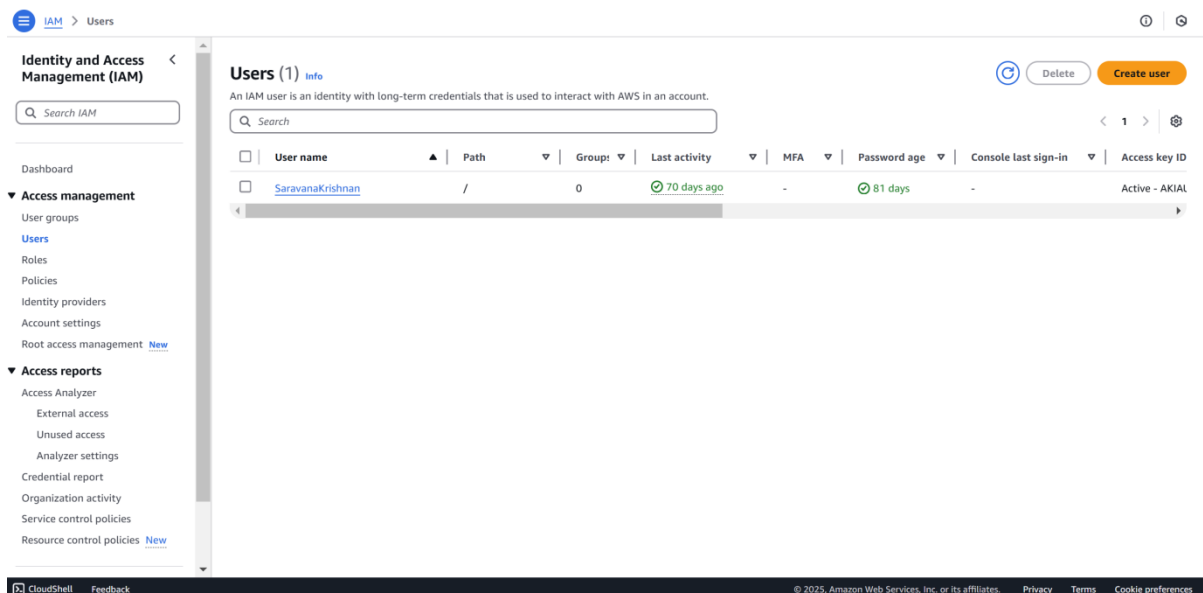 IAM > Users
Identity and Access
Management (IAM)
Search IAM
Dashboard
Access management
User groups
Users
Roles
Policies
Identity providers
Account settings
Root access management New
Access reports
Access Analyzer
External access
Unused access
Analyzer settings
Credential report
Organization activity
Service control policies
Resource control policies New
Users (1) Info
Delete
Create user
An IAM user is an identity with long-term credentials that is used to interact with AWS in an account.
Search
< 1 >
User name Path Group: Last activity MFA Password age Console last sign-in Access key ID
SaravanaKrishnan / 0 70 days ago - 81 days - Active - AKIAU
CloudShell Feedback © 2025, Amazon Web Services, Inc. or its affiliates. Privacy Terms Cookie preferences